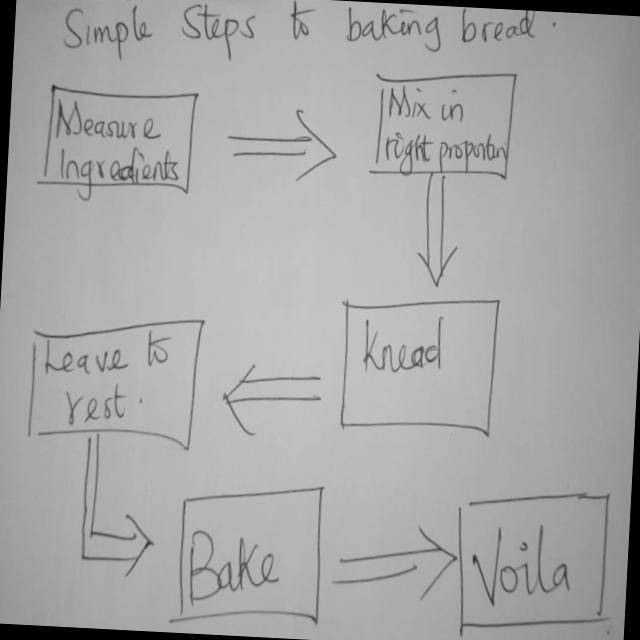 Simple Steps to baking bread.
Measure
Ingredients
Mix in
right proportion
Knead
Leave to
rest.
Bake
Voila